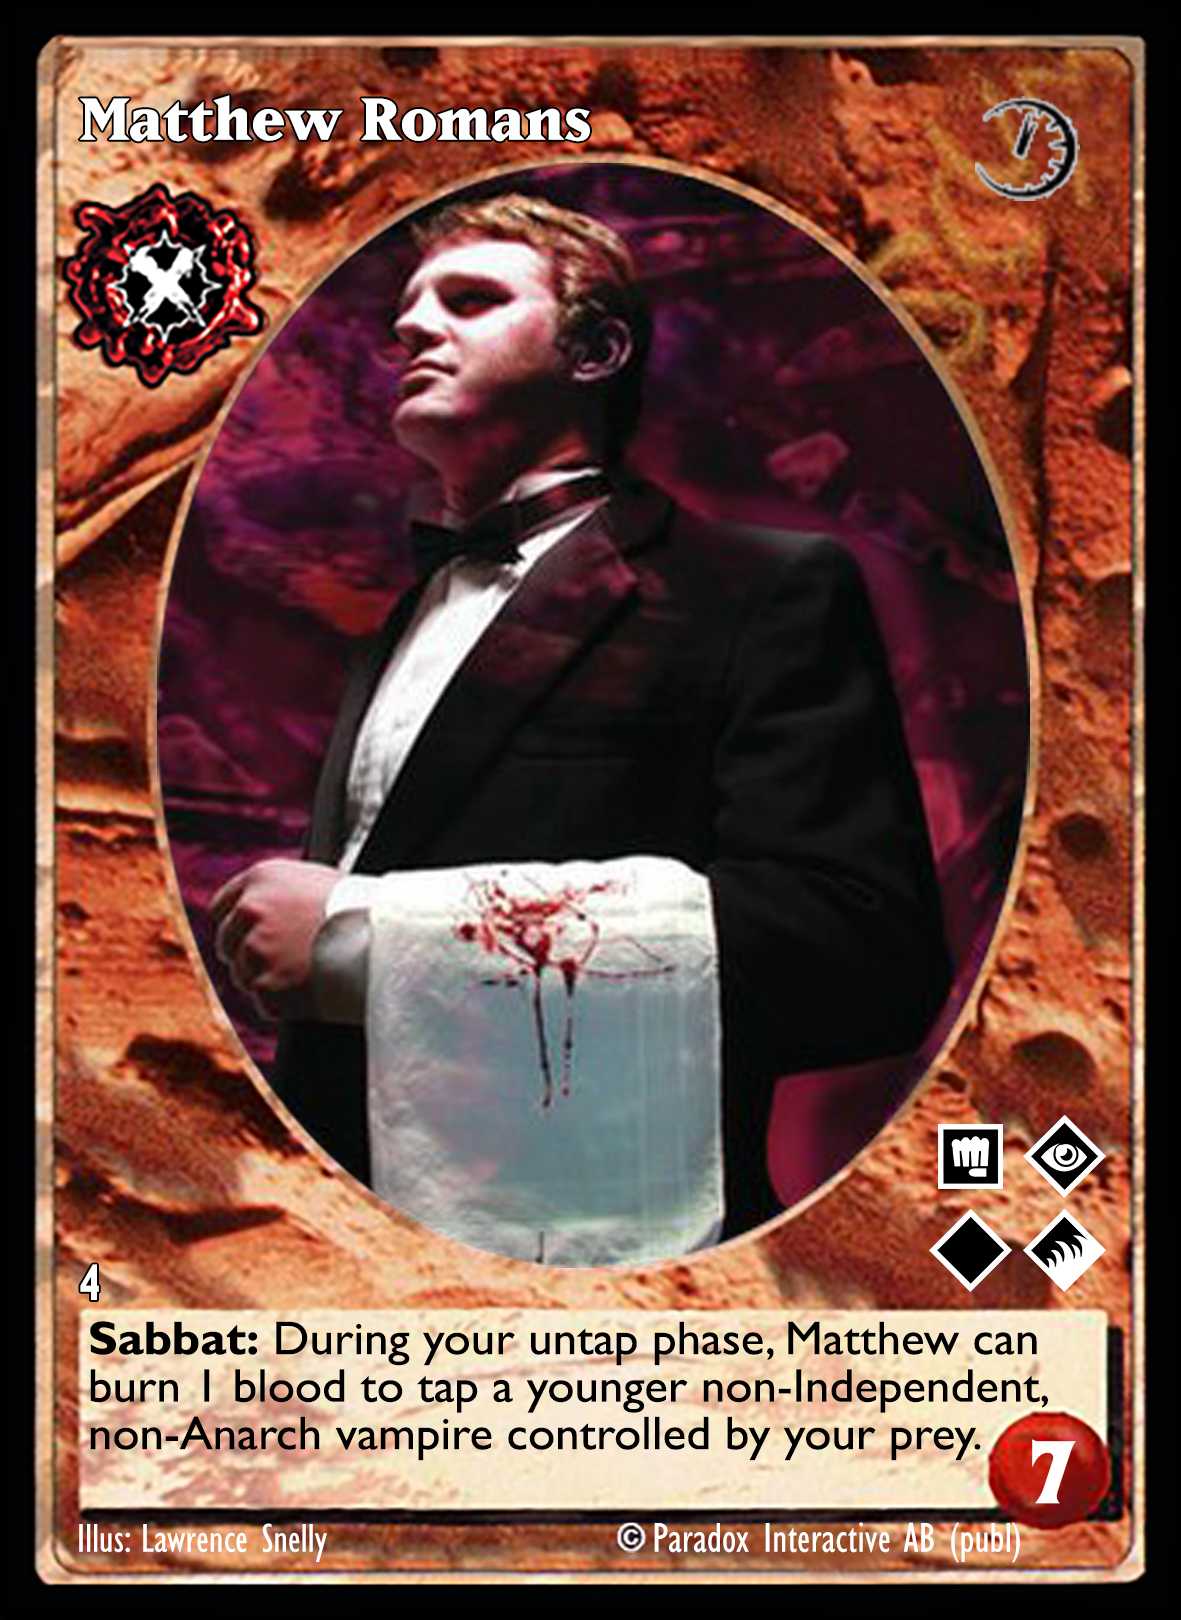 Matthew Romans
4
Sabbat: During your untap phase, Matthew can
burn 1 blood to tap a younger non-Independent,
non-Anarch vampire controlled by your prey.
7
Illus: Lawrence Snelly
© Paradox Interactive AB (publ)